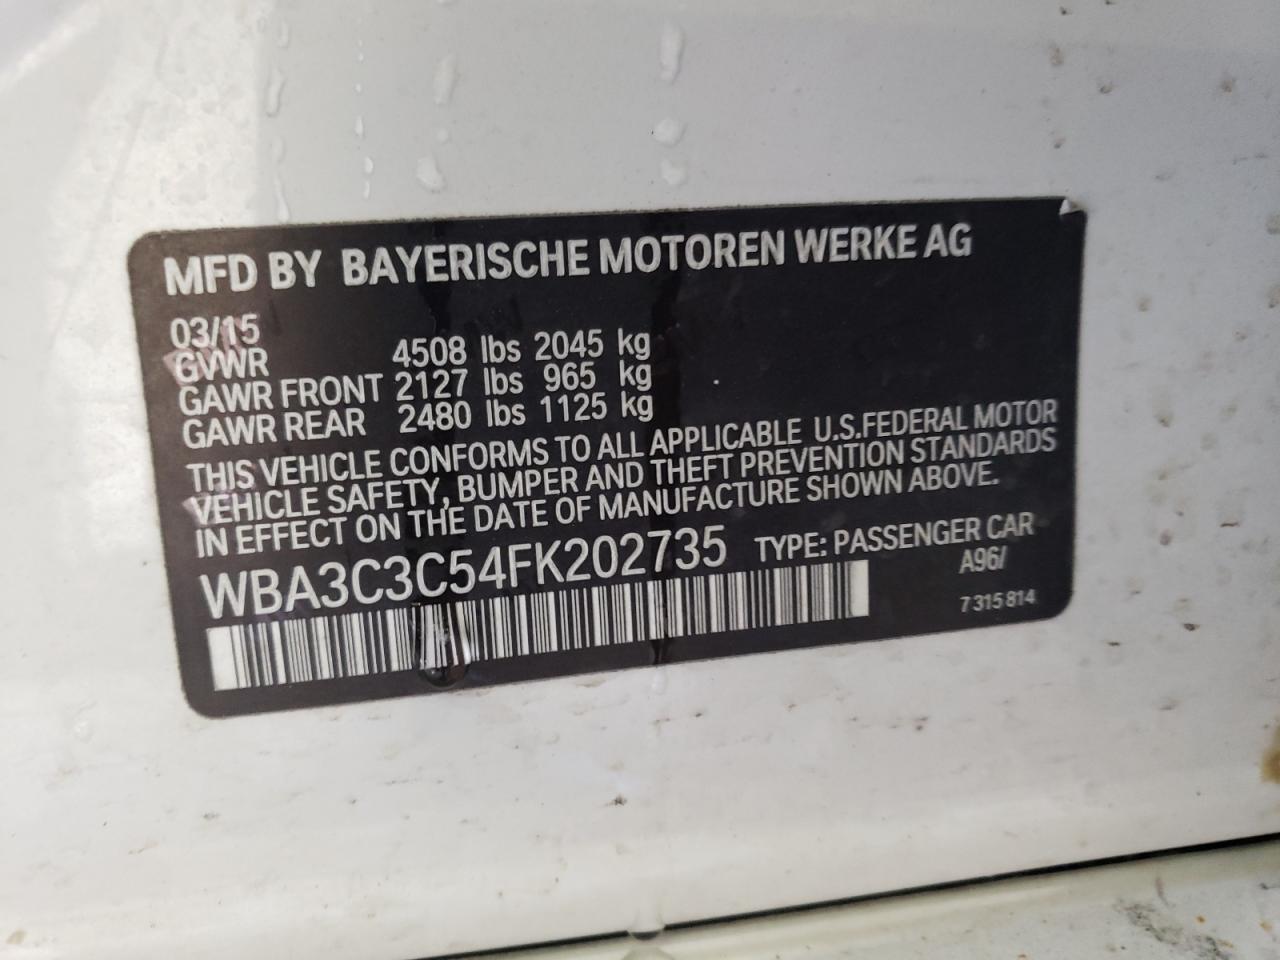 MFD BY BAYERISCHE MOTOREN WERKE AG
03/15
GVWR 4508 lbs 2045 kg
GAWR FRONT 2127 lbs 965 kg
GAWR REAR 2480 lbs 1125 kg
THIS VEHICLE CONFORMS TO ALL APPLICABLE U.S.FEDERAL MOTOR
VEHICLE SAFETY, BUMPER AND THEFT PREVENTION STANDARDS
IN EFFECT ON THE DATE OF MANUFACTURE SHOWN ABOVE.
WBA3C3C54FK202735 TYPE: PASSENGER CAR
A96/
7 315 814